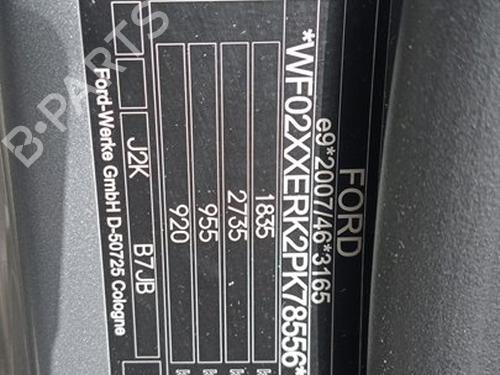 FORD
e9*2007/46*3165
*WF02XXERK2PK78556*
1835
2735
955
920
J2K B7JB
Ford-Werke GmbH D-50725 Cologne
B-PARTS